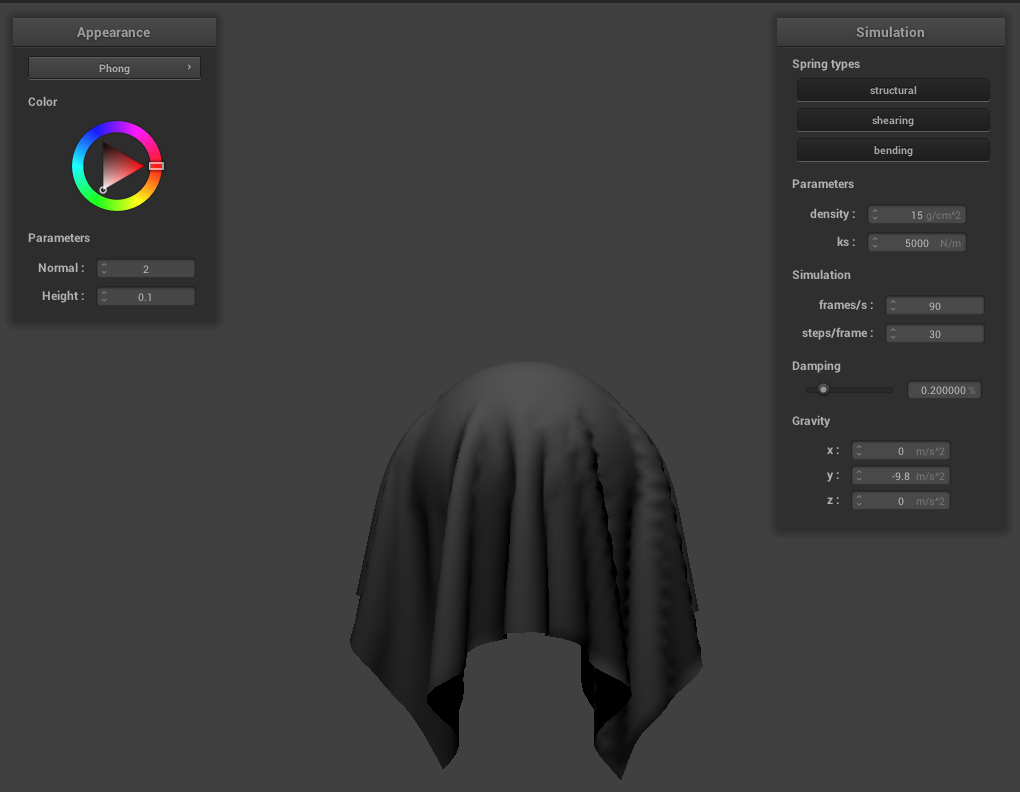 Appearance
Phong
Color
Parameters
Normal : 2
Height : 0.1
Simulation
Spring types
structural
shearing
bending
Parameters
density : 15 g/cm^2
ks : 5000 N/m
Simulation
frames/s : 90
steps/frame : 30
Damping
0.200000 %
Gravity
x : 0 m/s^2
y : -9.8 m/s^2
z : 0 m/s^2